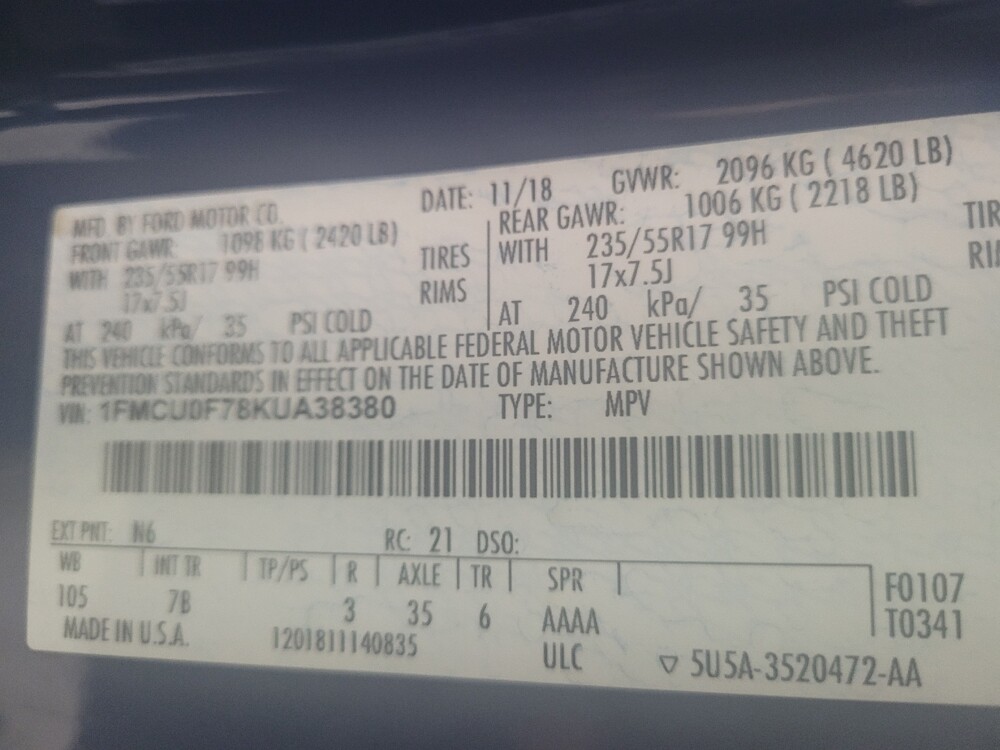 MFD. BY FORD MOTOR CO.
DATE: 11/18 GVWR: 2096 KG ( 4620 LB)
FRONT GAWR: 1098 KG ( 2420 LB) REAR GAWR: 1006 KG ( 2218 LB)
WITH 235/55R17 99H TIRES WITH 235/55R17 99H TIR
17x7.5J RIMS 17x7.5J RI
AT 240 kPa/ 35 PSI COLD AT 240 kPa/ 35 PSI COLD
THIS VEHICLE CONFORMS TO ALL APPLICABLE FEDERAL MOTOR VEHICLE SAFETY AND THEFT
PREVENTION STANDARDS IN EFFECT ON THE DATE OF MANUFACTURE SHOWN ABOVE.
VIN: 1FMCU0F78KUA38380 TYPE: MPV
EXT PNT: N6 RC: 21 DSO:
WB INT TR TP/PS R AXLE TR SPR F0107
105 7B 3 35 6 AAAA T0341
MADE IN U.S.A. 1201811140835 ULC ▽ 5U5A-3520472-AA